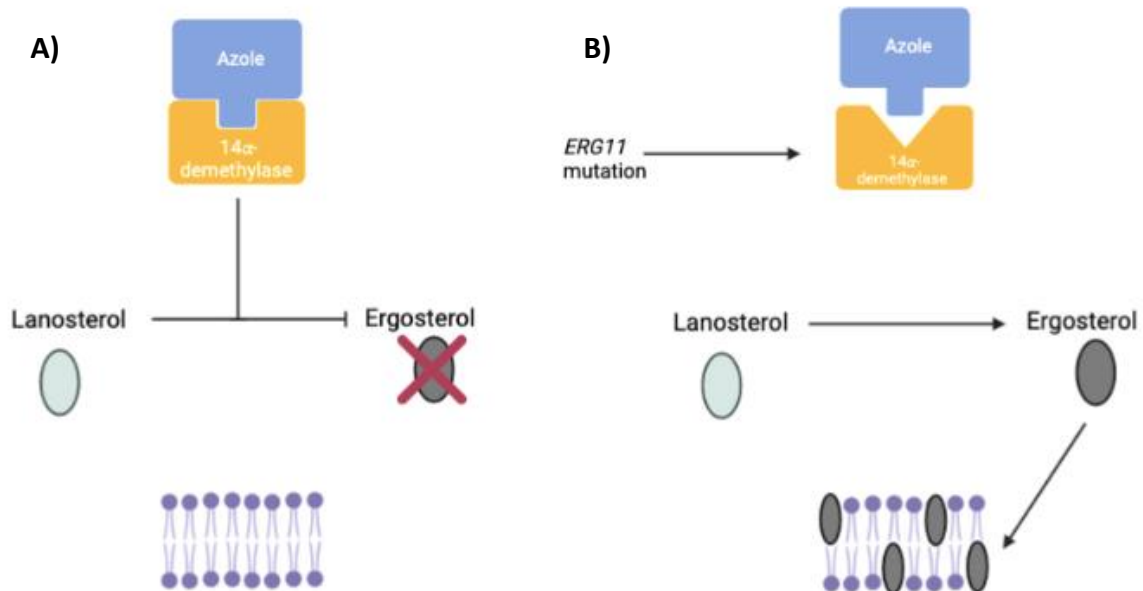 A)
Azole
14α-
demethylase
Lanosterol
Ergosterol
B)
Azole
ERG11
mutation
14α-
demethylase
Lanosterol
Ergosterol